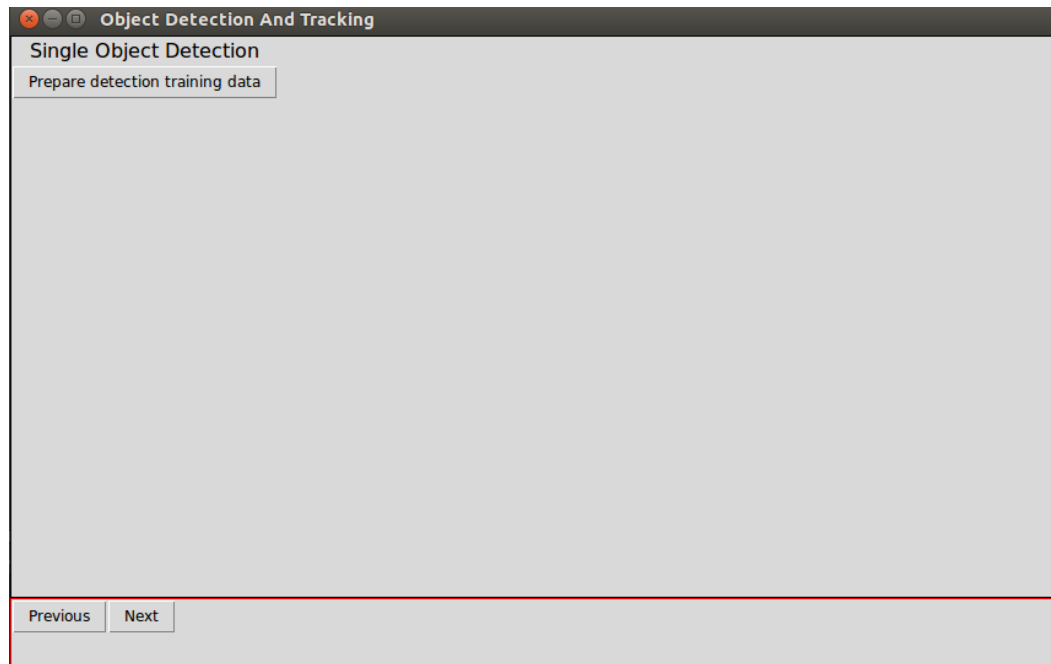 Object Detection And Tracking
Single Object Detection
Prepare detection training data
Previous Next